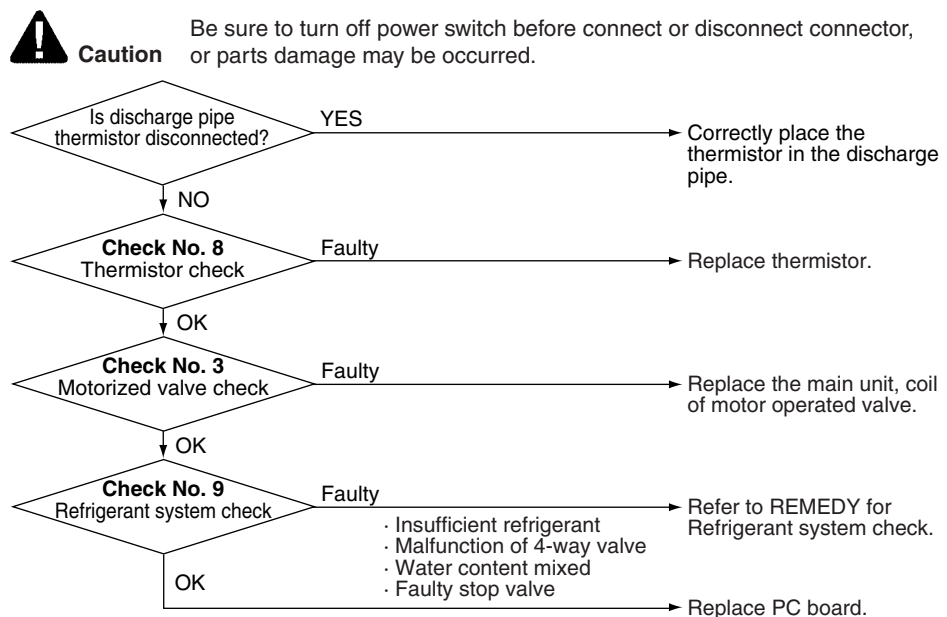 Be sure to turn off power switch before connect or disconnect connector,
Caution or parts damage may be occurred.
Is discharge pipe
thermistor disconnected?
YES
Correctly place the
thermistor in the discharge
pipe.
NO
Check No. 8
Thermistor check
Faulty
Replace thermistor.
OK
Check No. 3
Motorized valve check
Faulty
Replace the main unit, coil
of motor operated valve.
OK
Check No. 9
Refrigerant system check
Faulty
· Insufficient refrigerant
· Malfunction of 4-way valve
· Water content mixed
· Faulty stop valve
Refer to REMEDY for
Refrigerant system check.
OK
Replace PC board.